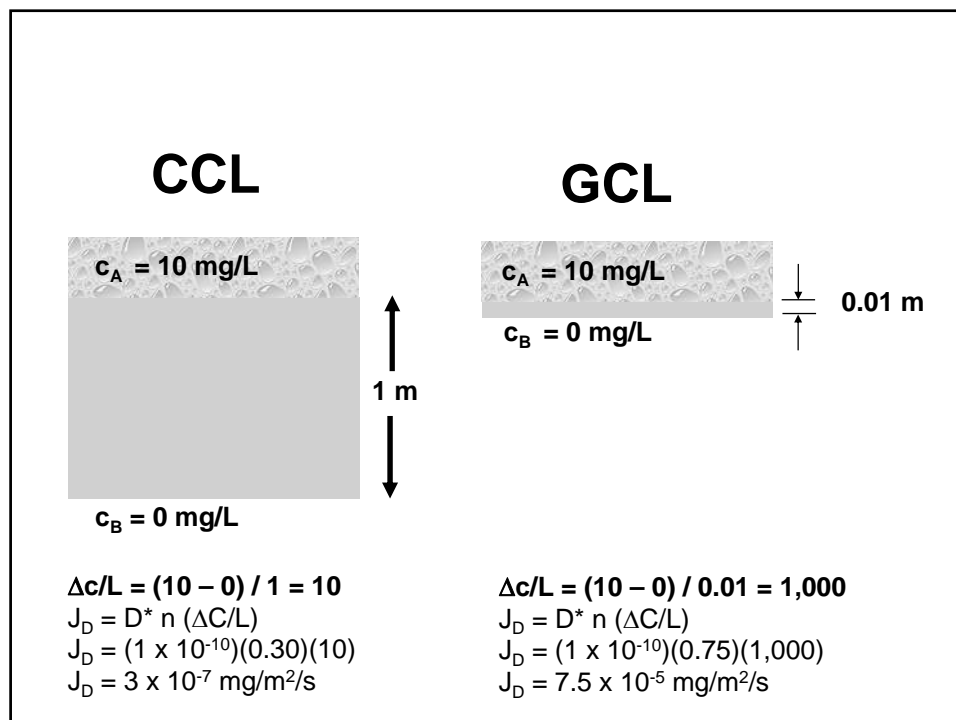 CCL
c_A = 10 mg/L
1 m
c_B = 0 mg/L
Δc/L = (10 – 0) / 1 = 10
J_D = D* n (ΔC/L)
J_D = (1 x 10⁻¹⁰)(0.30)(10)
J_D = 3 x 10⁻⁷ mg/m²/s
GCL
c_A = 10 mg/L
0.01 m
c_B = 0 mg/L
Δc/L = (10 – 0) / 0.01 = 1,000
J_D = D* n (ΔC/L)
J_D = (1 x 10⁻¹⁰)(0.75)(1,000)
J_D = 7.5 x 10⁻⁵ mg/m²/s